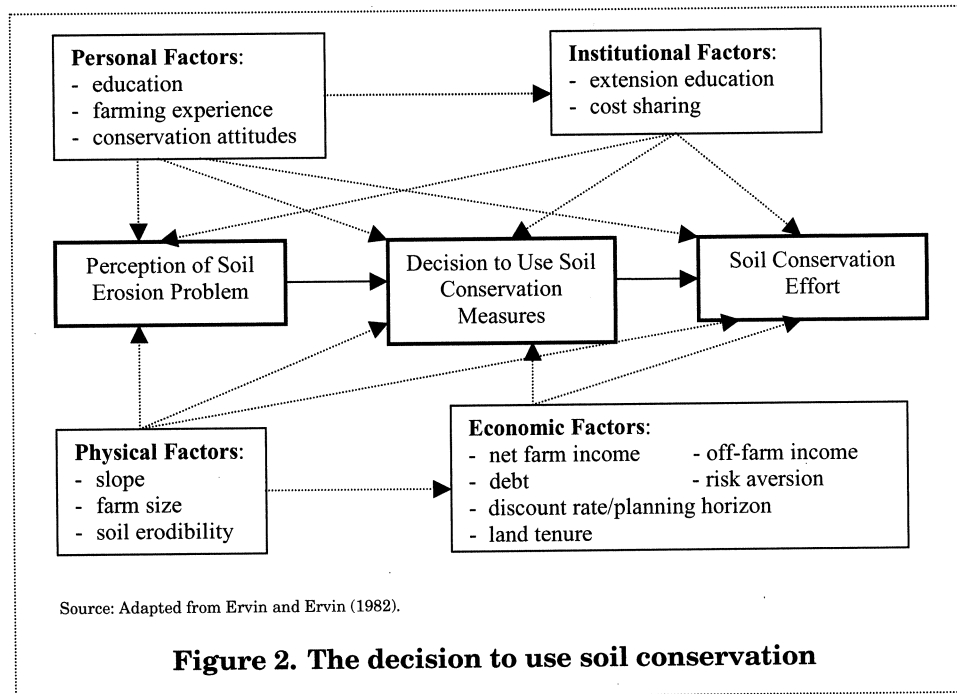 Personal Factors:
- education
- farming experience
- conservation attitudes
Institutional Factors:
- extension education
- cost sharing
Perception of Soil
Erosion Problem
Decision to Use Soil
Conservation
Measures
Soil Conservation
Effort
Physical Factors:
- slope
- farm size
- soil erodibility
Economic Factors:
- net farm income - off-farm income
- debt - risk aversion
- discount rate/planning horizon
- land tenure
Source: Adapted from Ervin and Ervin (1982).
Figure 2. The decision to use soil conservation